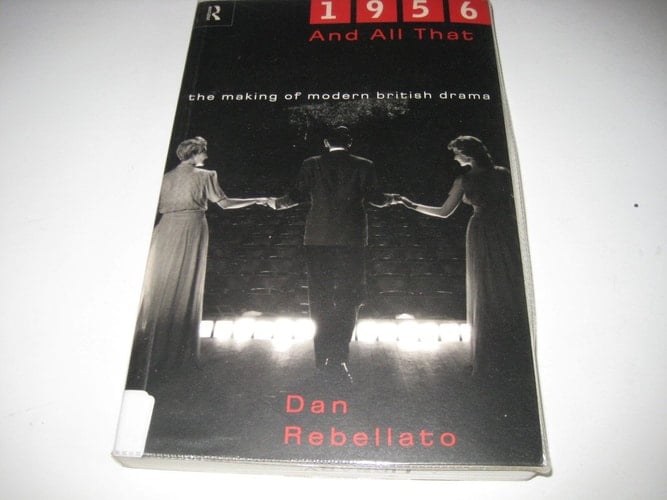 R
1956
And All That
the making of modern british drama
Dan
Rebellato